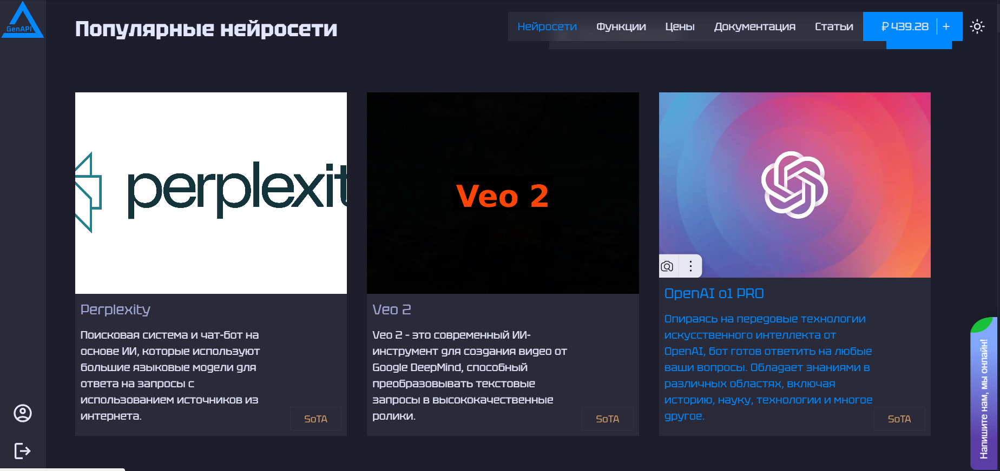 GenAPI
Популярные нейросети
Нейросети Функции Цены Документация Статьи ₽ 439.28 +
perplexit
Veo 2
Perplexity
Поисковая система и чат-бот на
основе ИИ, которые используют
большие языковые модели для
ответа на запросы с
использованием источников из
интернета.
SoTA
Veo 2
Veo 2 - это современный ИИ-
инструмент для создания видео от
Google DeepMind, способный
преобразовывать текстовые
запросы в высококачественные
ролики.
SoTA
OpenAI o1 PRO
Опираясь на передовые технологии
искусственного интеллекта от
OpenAI, бот готов ответить на любые
ваши вопросы. Обладает знаниями в
различных областях, включая
историю, науку, технологии и многое
другое.
SoTA
Напишите нам, мы онлайн!